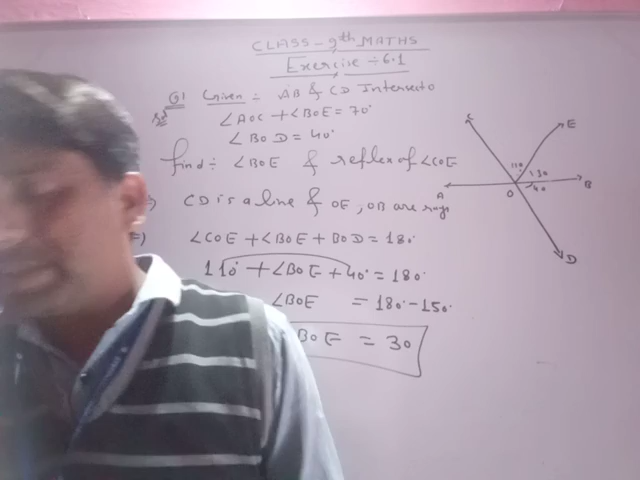 CLASS - 9th MATHS
Exercise ÷ 6.1
Q1 Given :- AB & CD Intersect O
∠AOC + ∠BOE = 70°
∠BOD = 40°
find ÷ ∠BOE & reflex of ∠COE
⇒ CD is a line & OE, OB are rays
⇒) ∠COE + ∠BOE + BOD = 180°
110° + ∠BOE + 40° = 180°
∠BOE = 180° - 150°
BOE = 30
C
E
110
30
A
O
40
B
D